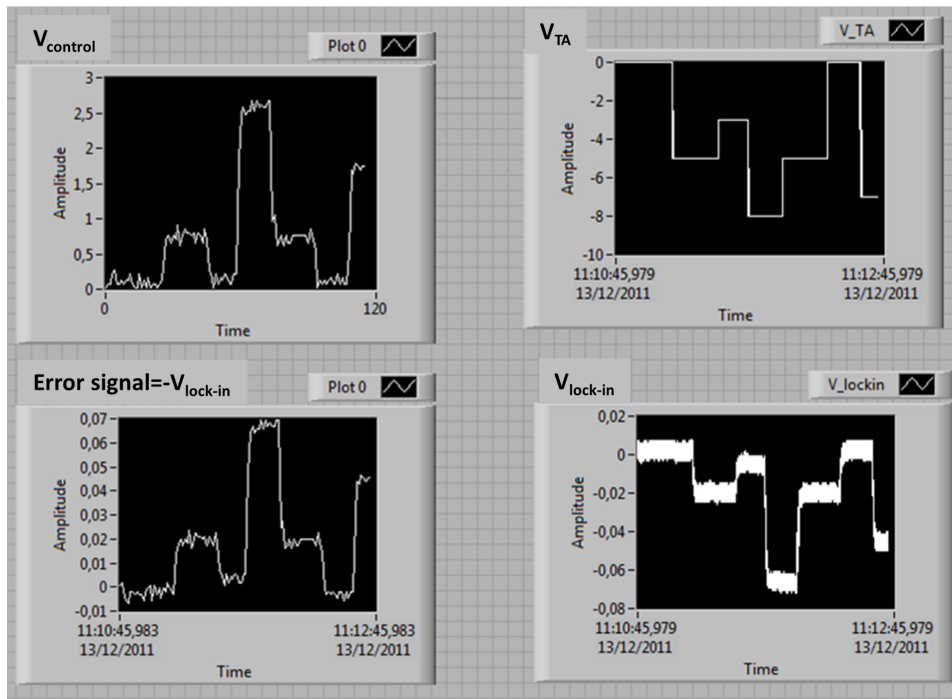 V_control
Plot 0
Amplitude
3
2,5
2
1,5
1
0,5
0
0
120
Time
V_TA
V_TA
Amplitude
0
-2
-4
-6
-8
-10
11:10:45,979
13/12/2011
11:12:45,979
13/12/2011
Time
Error signal=-V_lock-in
Plot 0
Amplitude
0,07
0,06
0,05
0,04
0,03
0,02
0,01
0
-0,01
11:10:45,983
13/12/2011
11:12:45,983
13/12/2011
Time
V_lock-in
V_lockin
Amplitude
0,02
0
-0,02
-0,04
-0,06
-0,08
11:10:45,979
13/12/2011
11:12:45,979
13/12/2011
Time